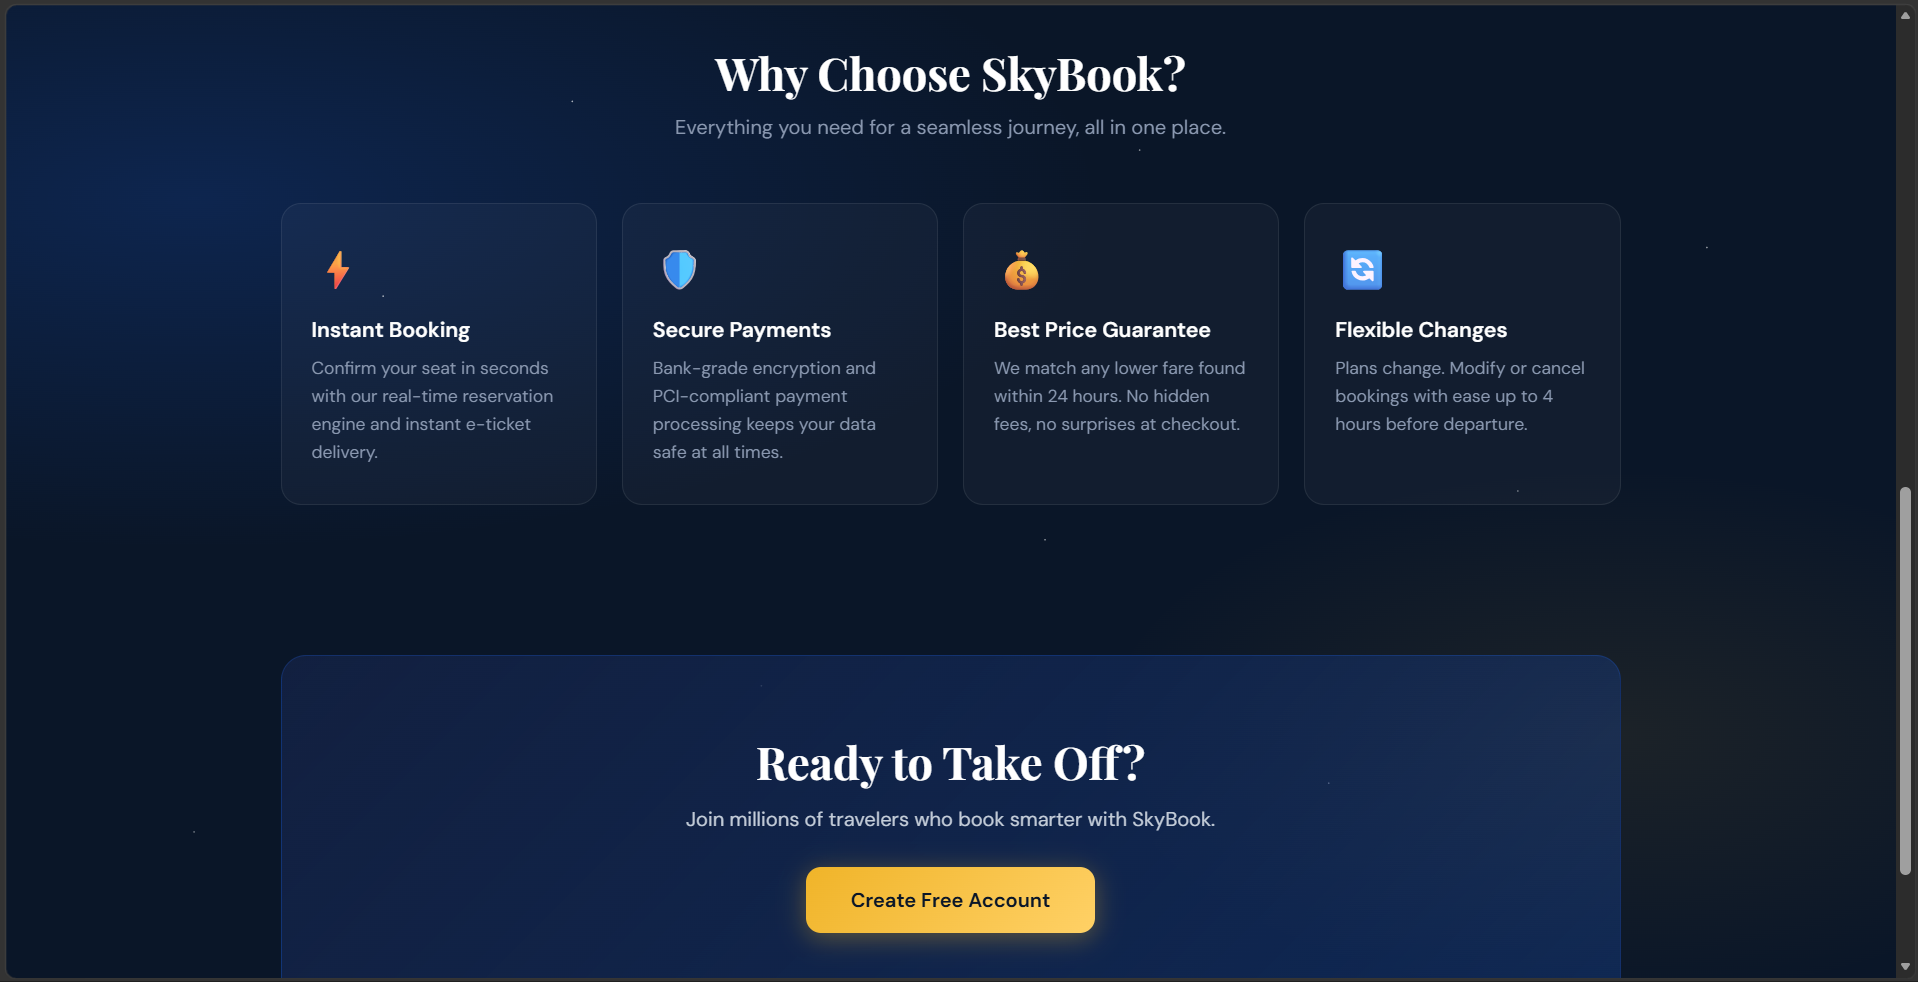 Why Choose SkyBook?
Everything you need for a seamless journey, all in one place.
Instant Booking
Confirm your seat in seconds
with our real-time reservation
engine and instant e-ticket
delivery.
Secure Payments
Bank-grade encryption and
PCI-compliant payment
processing keeps your data
safe at all times.
Best Price Guarantee
We match any lower fare found
within 24 hours. No hidden
fees, no surprises at checkout.
Flexible Changes
Plans change. Modify or cancel
bookings with ease up to 4
hours before departure.
Ready to Take Off?
Join millions of travelers who book smarter with SkyBook.
Create Free Account